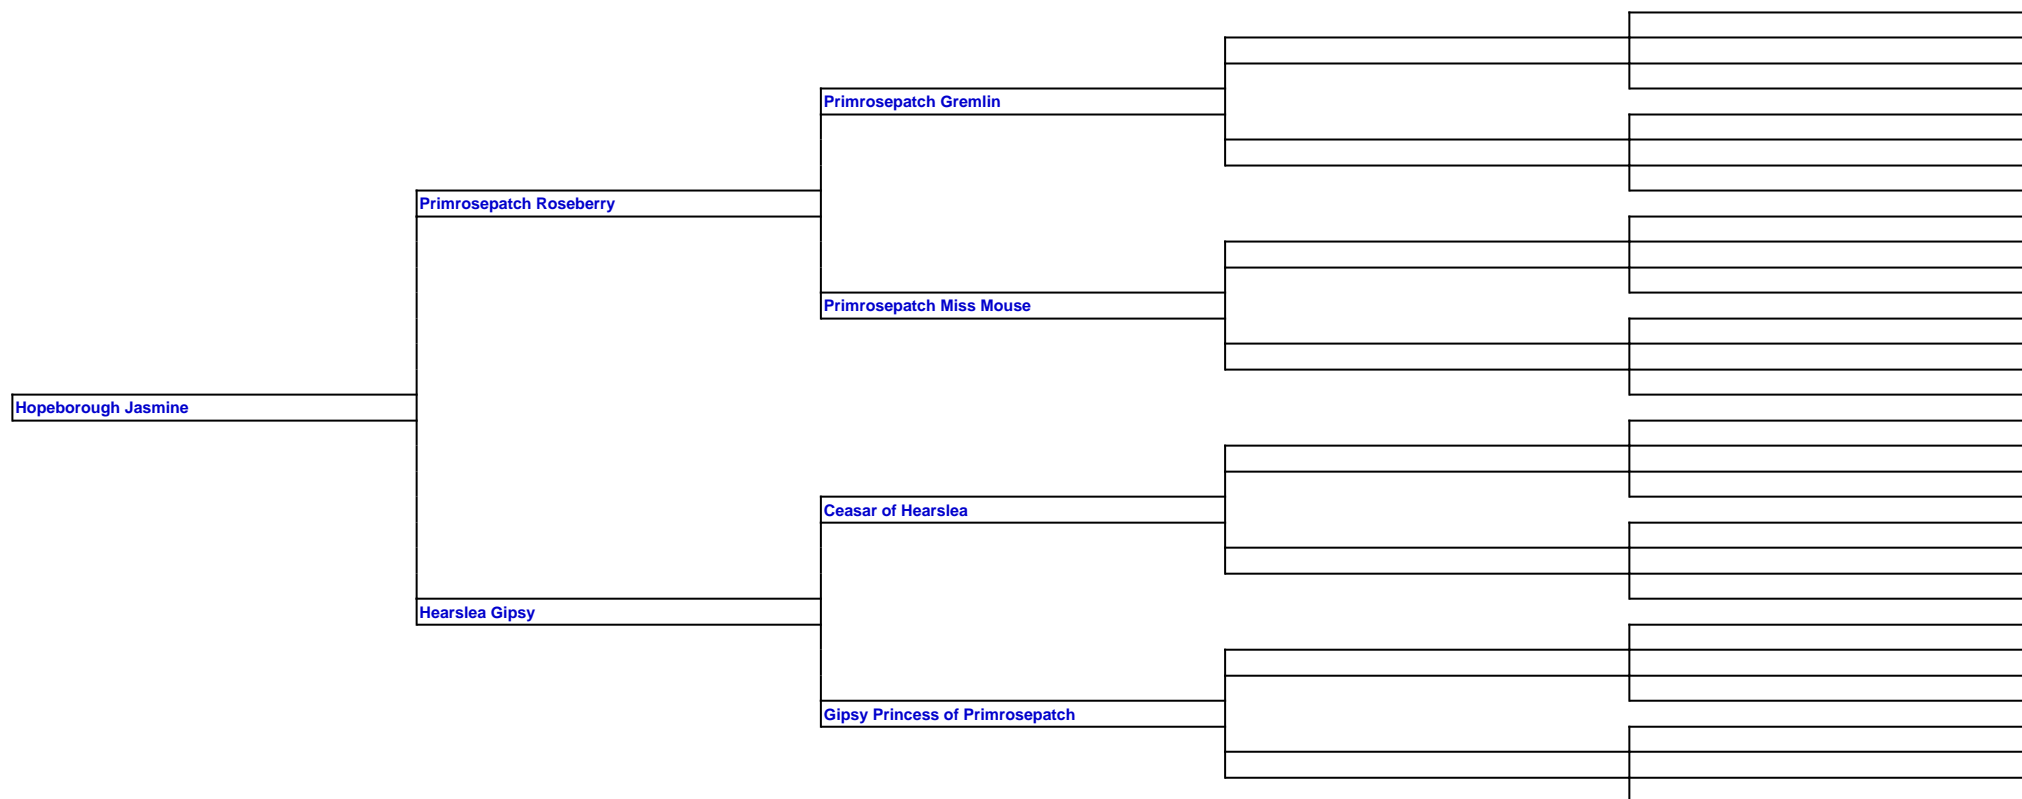 Primrosepatch Gremlin
Primrosepatch Roseberry
Primrosepatch Miss Mouse
Hopeborough Jasmine
Ceasar of Hearslea
Hearslea Gipsy
Gipsy Princess of Primrosepatch